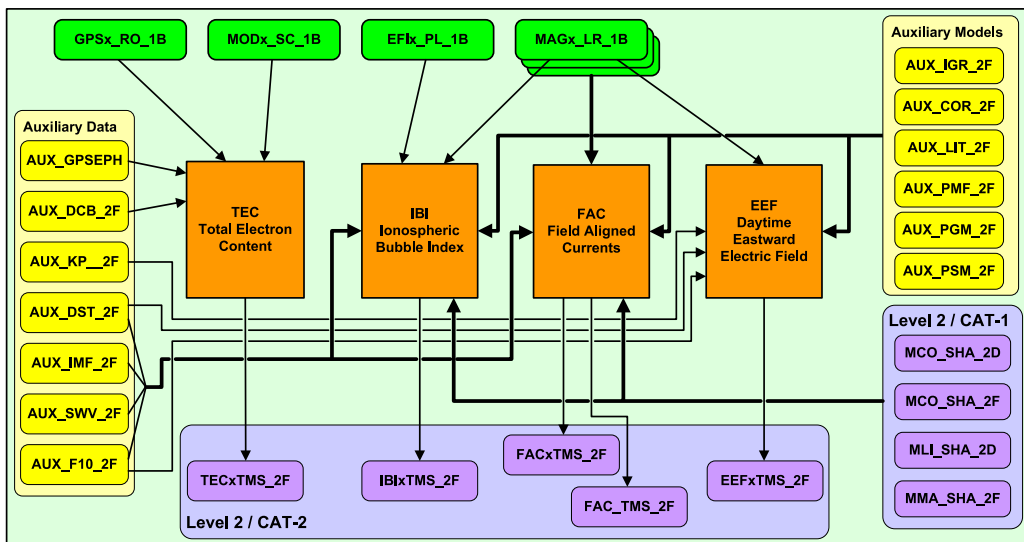 GPSx_RO_1B
MODx_SC_1B
EFIx_PL_1B
MAGx_LR_1B
Auxiliary Models
AUX_IGR_2F
AUX_COR_2F
AUX_LIT_2F
AUX_PMF_2F
AUX_PGM_2F
AUX_PSM_2F
Auxiliary Data
AUX_GPSEPH
AUX_DCB_2F
AUX_KP__2F
AUX_DST_2F
AUX_IMF_2F
AUX_SWV_2F
AUX_F10_2F
TEC
Total Electron
Content
IBI
Ionospheric
Bubble Index
FAC
Field Aligned
Currents
EEF
Daytime
Eastward
Electric Field
Level 2 / CAT-1
MCO_SHA_2D
MCO_SHA_2F
MLI_SHA_2D
MMA_SHA_2F
TECxTMS_2F
IBIxTMS_2F
FACxTMS_2F
FAC_TMS_2F
EEFxTMS_2F
Level 2 / CAT-2